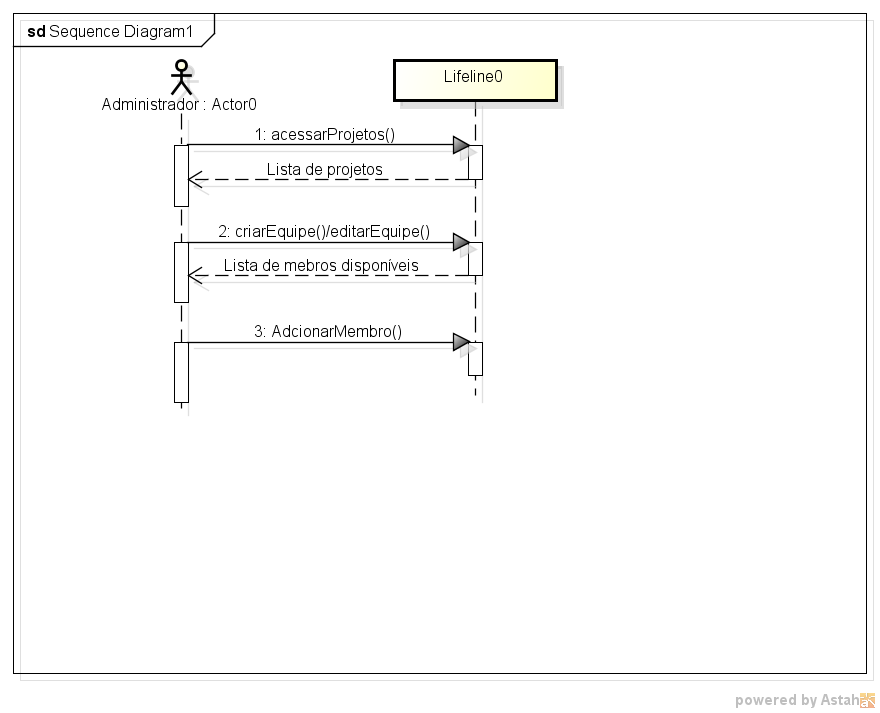 sd Sequence Diagram1
Administrador : Actor0
Lifeline0
1: acessarProjetos()
Lista de projetos
2: criarEquipe()/editarEquipe()
Lista de mebros disponíveis
3: AdcionarMembro()
powered by Astah